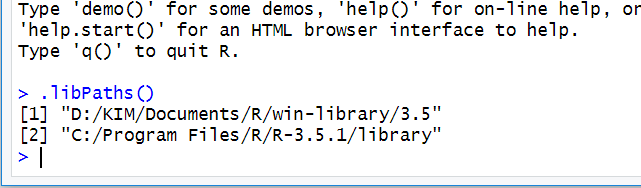 Type 'demo()' for some demos, 'help()' for on-line help, or
'help.start()' for an HTML browser interface to help.
Type 'q()' to quit R.
> .libPaths()
[1] "D:/KIM/Documents/R/win-library/3.5"
[2] "C:/Program Files/R/R-3.5.1/library"
>